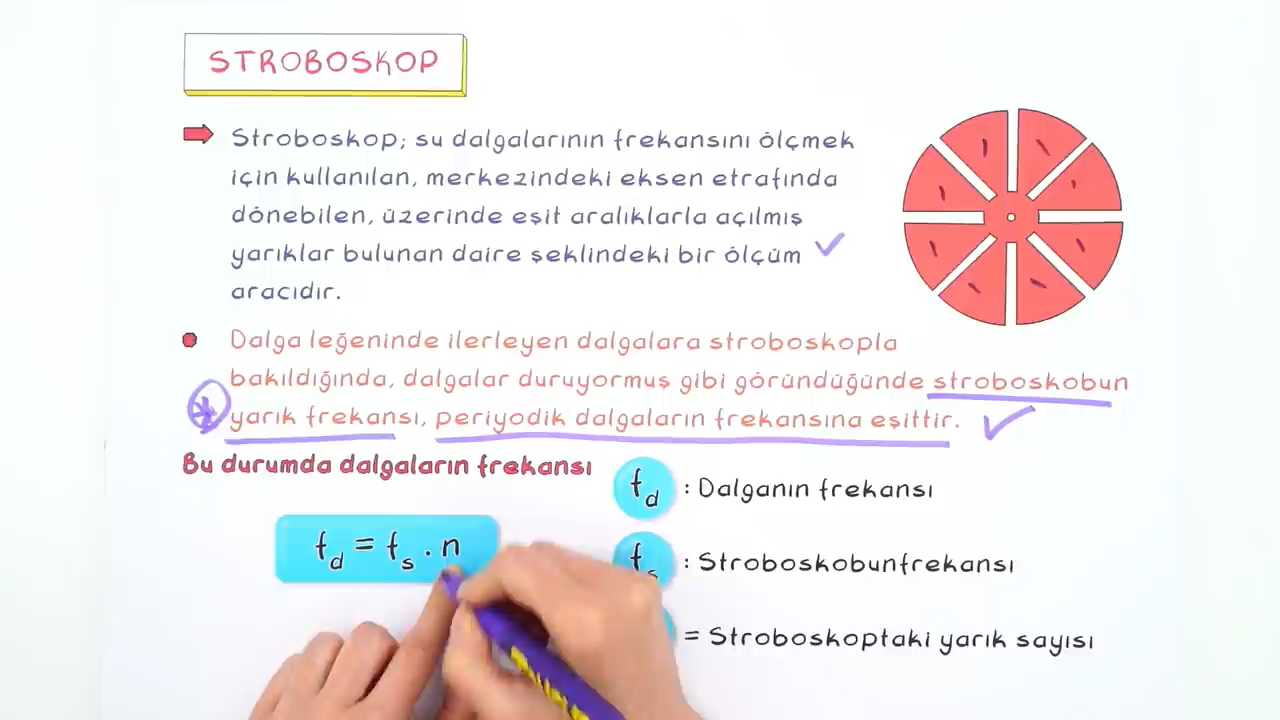 STROBOSKOP
Stroboskop; su dalgalarının frekansını ölçmek
için kullanılan, merkezindeki eksen etrafında
dönebilen, üzerinde eşit aralıklarla açılmış
yarıklar bulunan daire şeklindeki bir ölçüm
aracıdır.
Dalga leğeninde ilerleyen dalgalara stroboskopla
bakıldığında, dalgalar duruyormuş gibi göründüğünde stroboskobun
yarık frekansı, periyodik dalgaların frekansına eşittir.
Bu durumda dalgaların frekansı
f_d = f_s . n
f_d : Dalganın frekansı
f_s : Stroboskobunfrekansı
= Stroboskoptaki yarık sayısı